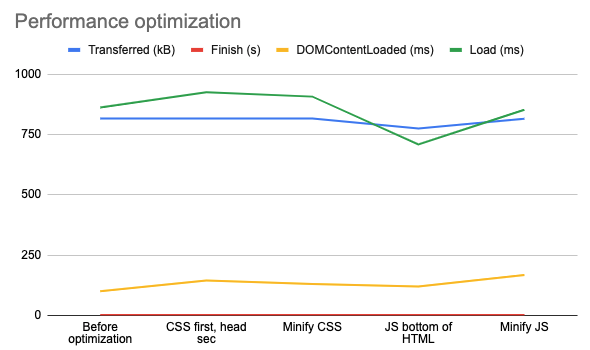 Performance optimization
Transferred (kB) Finish (s) DOMContentLoaded (ms) Load (ms)
1000
750
500
250
0
Before optimization
CSS first, head sec
Minify CSS
JS bottom of HTML
Minify JS